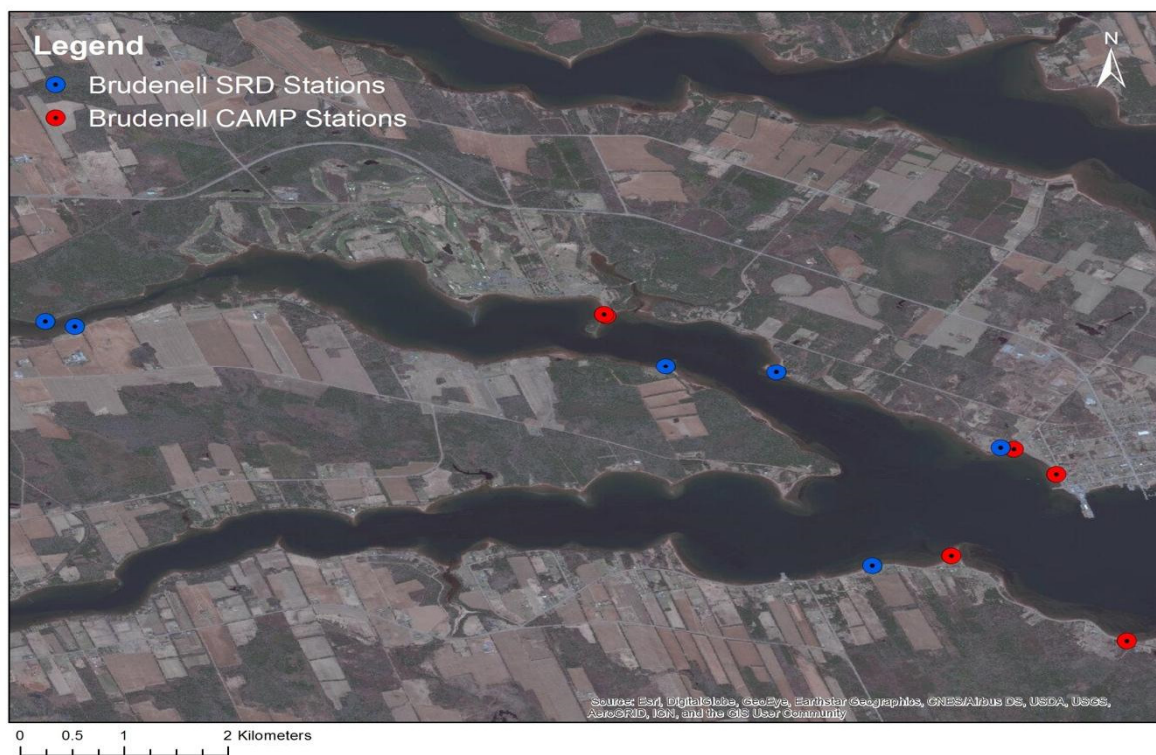 Legend
Brudenell SRD Stations
Brudenell CAMP Stations
N
Source: Esri, DigitalGlobe, GeoEye, Earthstar Geographics, CNES/Airbus DS, USDA, USGS,
AeroGRID, IGN, and the GIS User Community
0 0.5 1 2 Kilometers